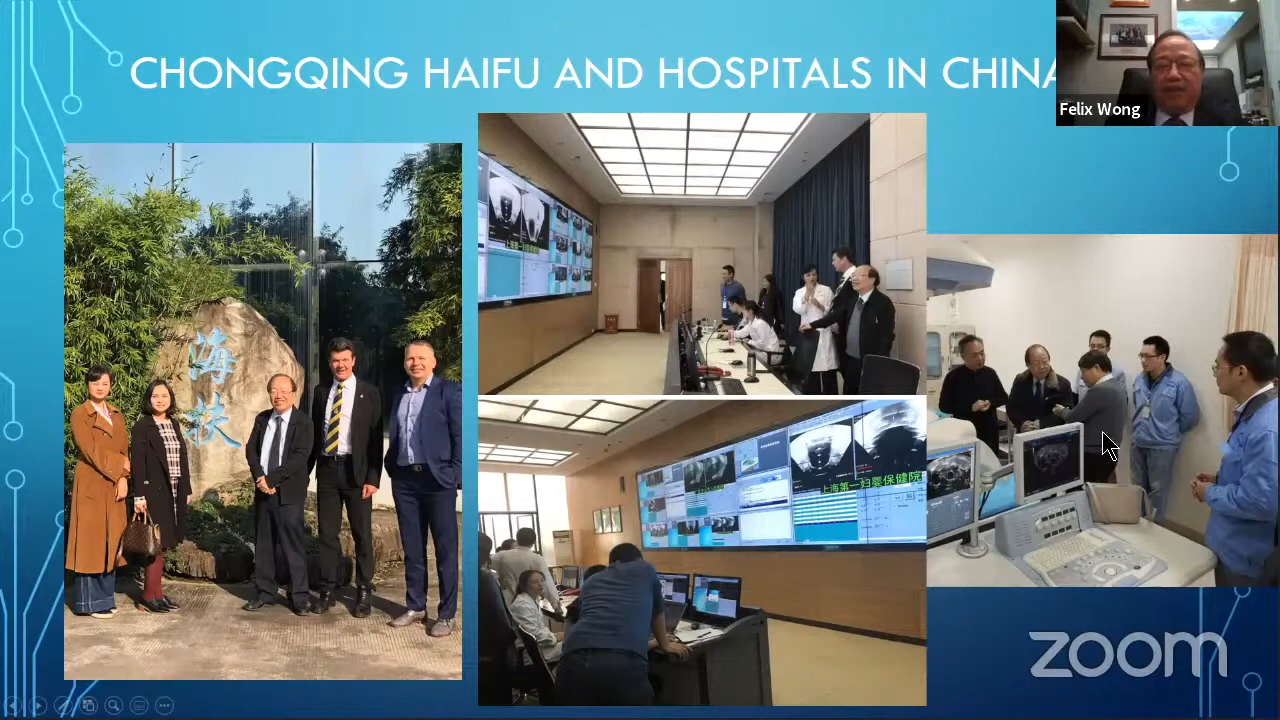 CHONGQING HAIFU AND HOSPITALS IN CHINA
Felix Wong
海
扶
上海第一妇婴保健院
zoom